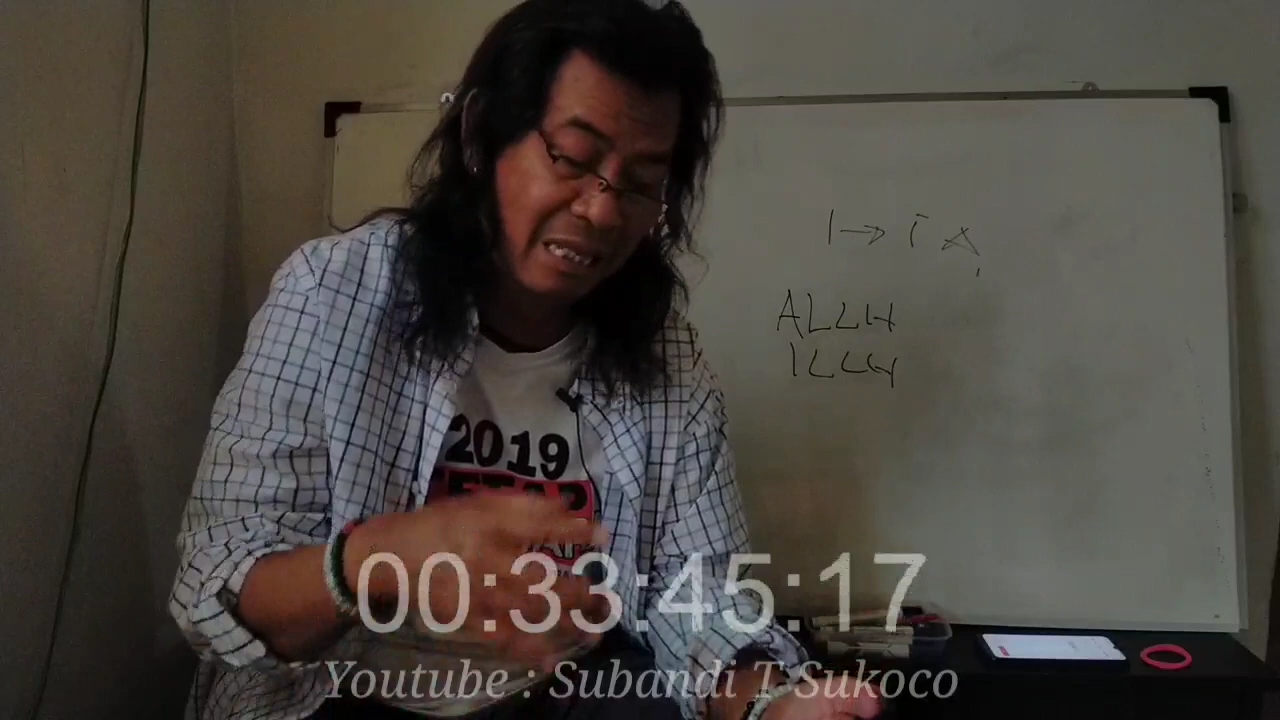 I → i A
ALLH
ILLH
2019
00:33:45:17
Youtube : Subandi T Sukoco